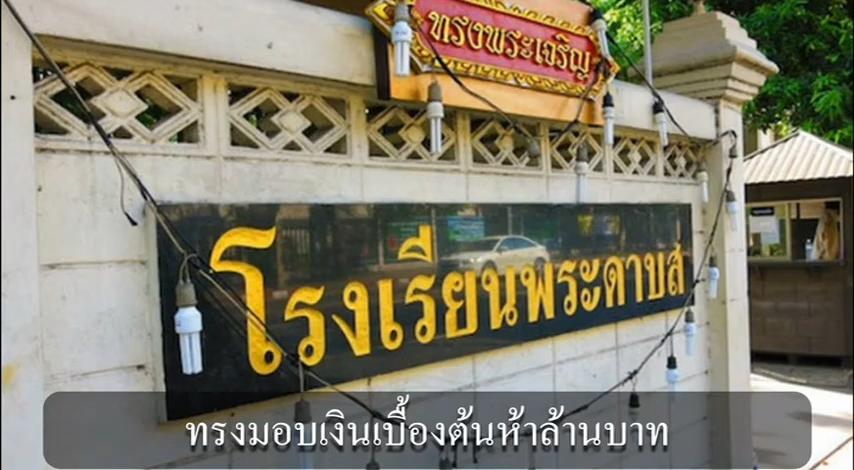 ทรงพระเจริญ
โรงเรียนพระดาบส
ทรงมอบเงินเบื้องต้นห้าล้านบาท